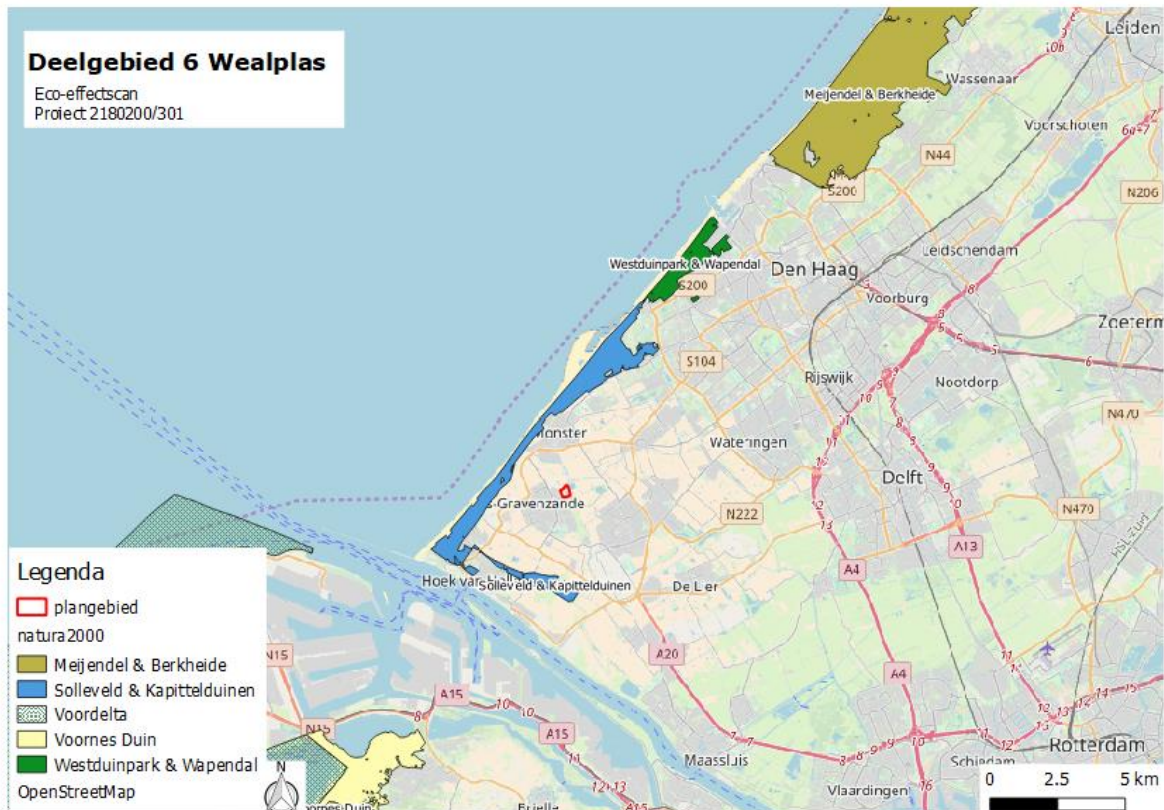 Deelgebied 6 Wealplas
Eco-effectscan
Project 2180200/301
Leiden
Wassenaar
Meijendel & Berkheide
Voorschoten
N44
S200
N206
Leidschendam
Westduinpark & Wapendal
Den Haag
S200
Voorburg
S104
Rijswijk
Nootdorp
N470
Monster
Wateringen
Delft
s-Gravenzande
N222
N470
A13
A4
Hoek van
Solleveld & Kapittelduinen
De Lier
A20
A4
N15
A15
N15
A15
A15
Maassluis
Rotterdam
Schiedam
Vlaardingen
Brielle
Legenda
plangebied
natura2000
Meijendel & Berkheide
Solleveld & Kapittelduinen
Voordelta
Voornes Duin
Westduinpark & Wapendal
OpenStreetMap
N
0 2.5 5 km